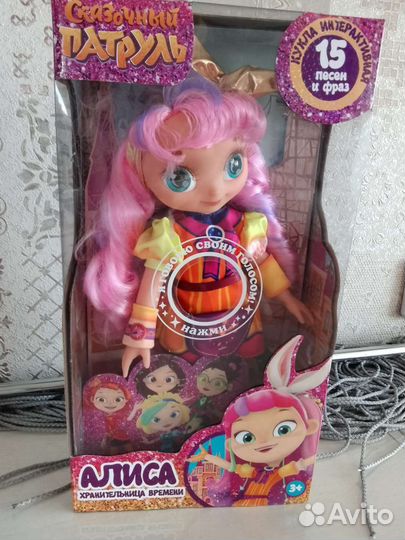 Сказочный
ПАТРУЛЬ
КУКЛА ИНТЕРАКТИВНАЯ
15
песен
и фраз
Я ГОВОРЮ СВОИМ ГОЛОСОМ!
НАЖМИ
АЛИСА
ХРАНИТЕЛЬНИЦА ВРЕМЕНИ
3+
Avito